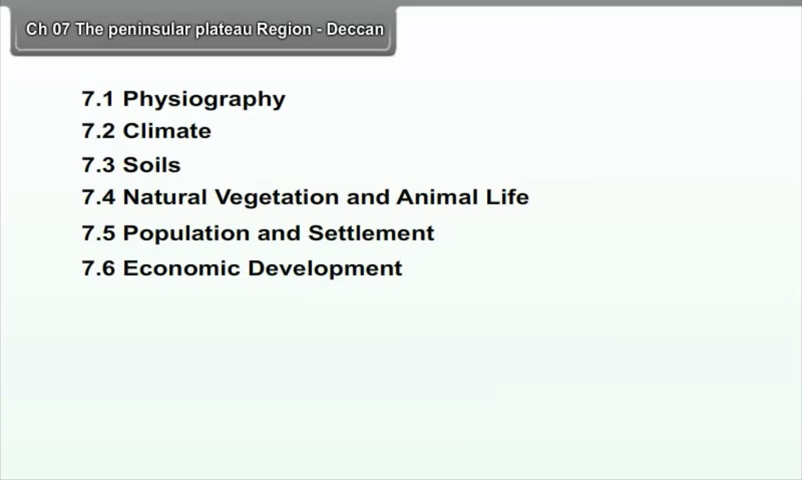 Ch 07 The peninsular plateau Region - Deccan
7.1 Physiography
7.2 Climate
7.3 Soils
7.4 Natural Vegetation and Animal Life
7.5 Population and Settlement
7.6 Economic Development